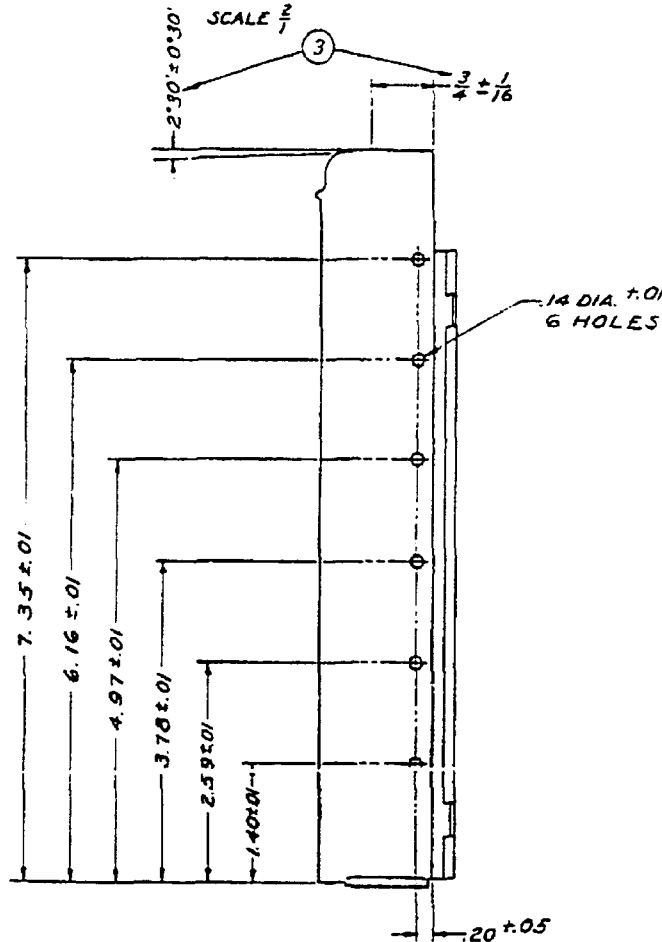 SCALE 2/1
3
2°30'±0°30'
3/4 ± 1/16
.14 DIA. ±.01
6 HOLES
7.35±.01
6.16±.01
4.97±.01
3.78±.01
2.59±.01
1.40±.01
.20 ±.05